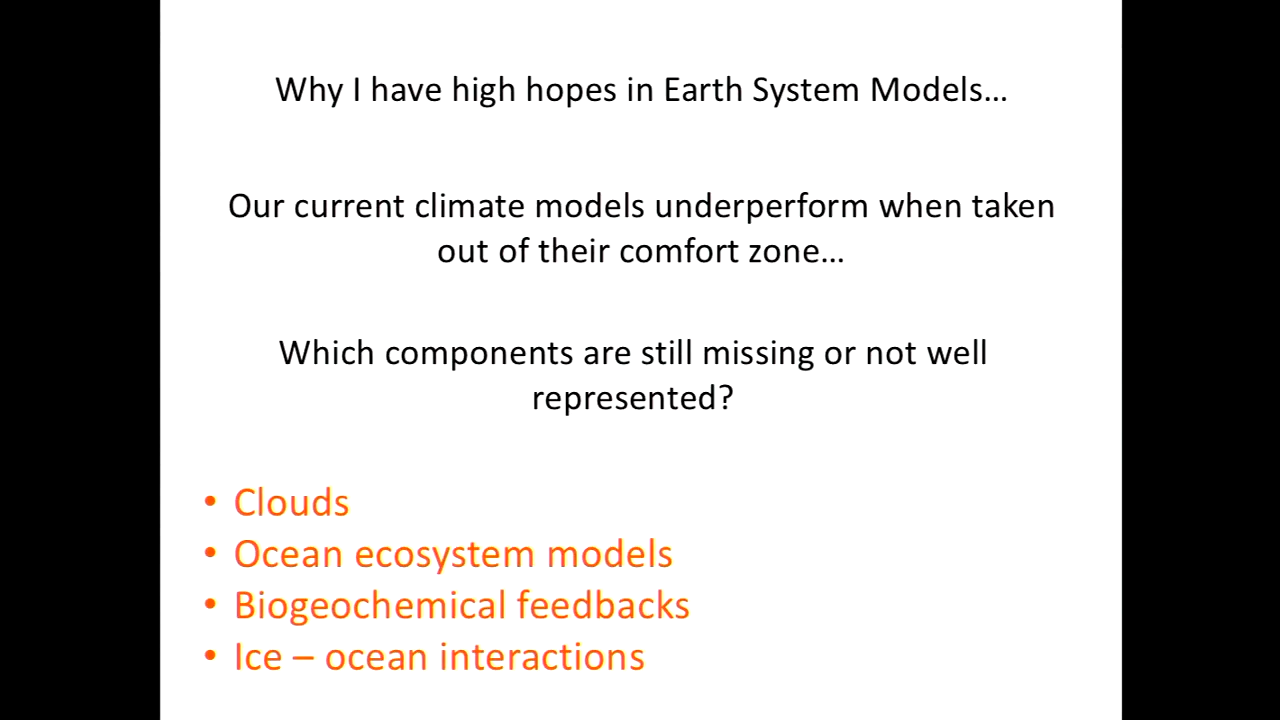 Why I have high hopes in Earth System Models…
Our current climate models underperform when taken
out of their comfort zone…
Which components are still missing or not well
represented?
• Clouds
• Ocean ecosystem models
• Biogeochemical feedbacks
• Ice – ocean interactions